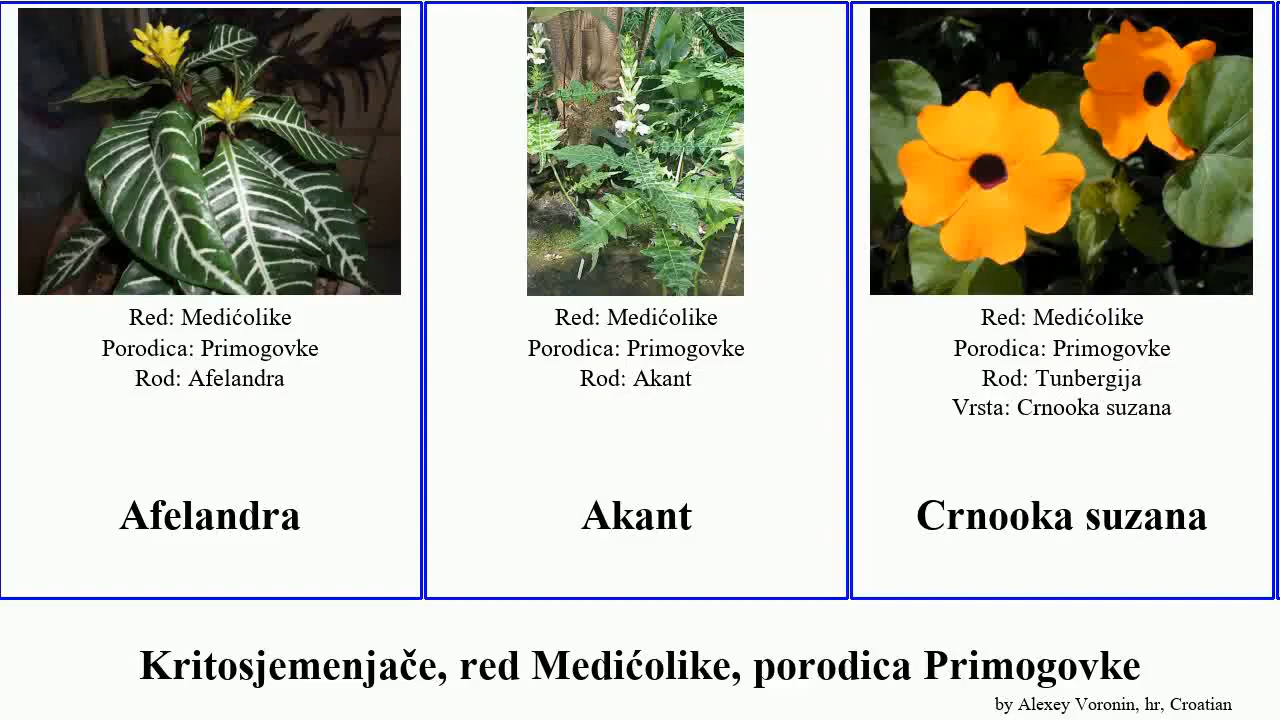 Red: Medićolike
Porodica: Primogovke
Rod: Afelandra
Afelandra
Red: Medićolike
Porodica: Primogovke
Rod: Akant
Akant
Red: Medićolike
Porodica: Primogovke
Rod: Tunbergija
Vrsta: Crnooka suzana
Crnooka suzana
Kritosjemenjače, red Medićolike, porodica Primogovke
by Alexey Voronin, hr, Croatian